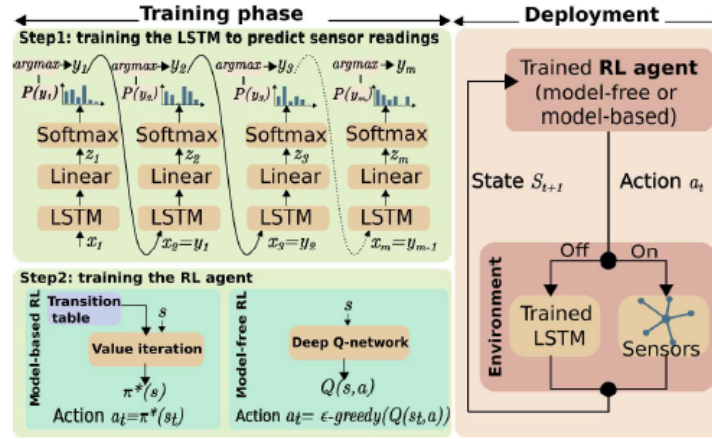 Training phase
Deployment
Step1: training the LSTM to predict sensor readings
argmax y₁ argmax y₂ argmax y₃ argmax yₘ
P(y₁) P(y₂) P(y₃) P(yₘ)
Softmax Softmax Softmax Softmax
z₁ z₂ z₃ zₘ
Linear Linear Linear Linear
LSTM LSTM LSTM LSTM
x₁ x₂=y₁ x₃=y₂ xₘ=yₘ₋₁
Step2: training the RL agent
Model-based RL
Transition
table
s
Value iteration
π*(s)
Action aₜ=π*(sₜ)
Model-free RL
s
Deep Q-network
Q(s,a)
Action aₜ= ϵ-greedy(Q(sₜ,a))
Trained RL agent
(model-free or
model-based)
State Sₜ₊₁
Action aₜ
Environment
Off On
Trained
LSTM
Sensors